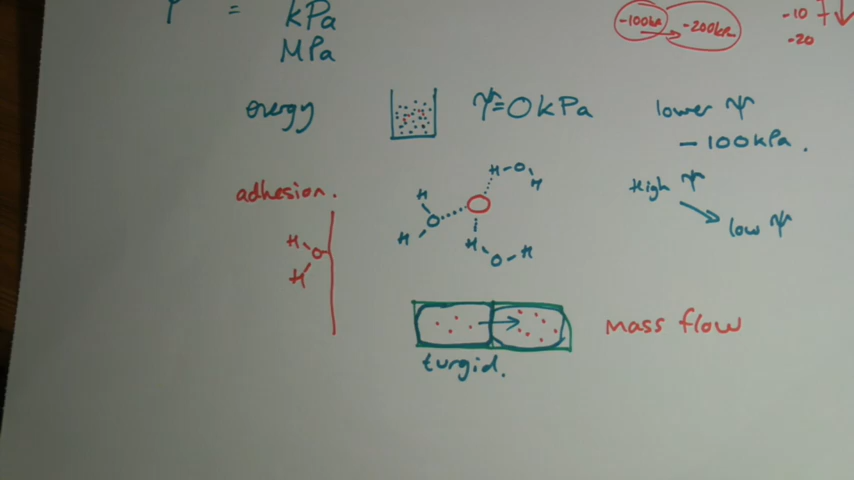 Ψ = kPa
MPa
-100kPa → -200kPa
-10
-20
energy
Ψ=0kPa
lower Ψ
-100kPa.
adhesion.
H
H
O
H
H
O
H O
H
H
O H
High Ψ
low Ψ
mass flow
turgid.